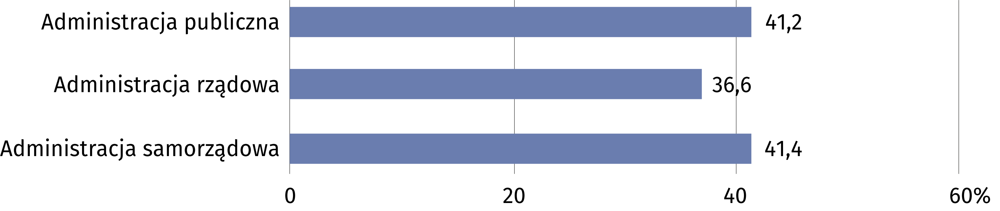 Administracja publiczna 41,2
Administracja rządowa 36,6
Administracja samorządowa 41,4
0 20 40 60%